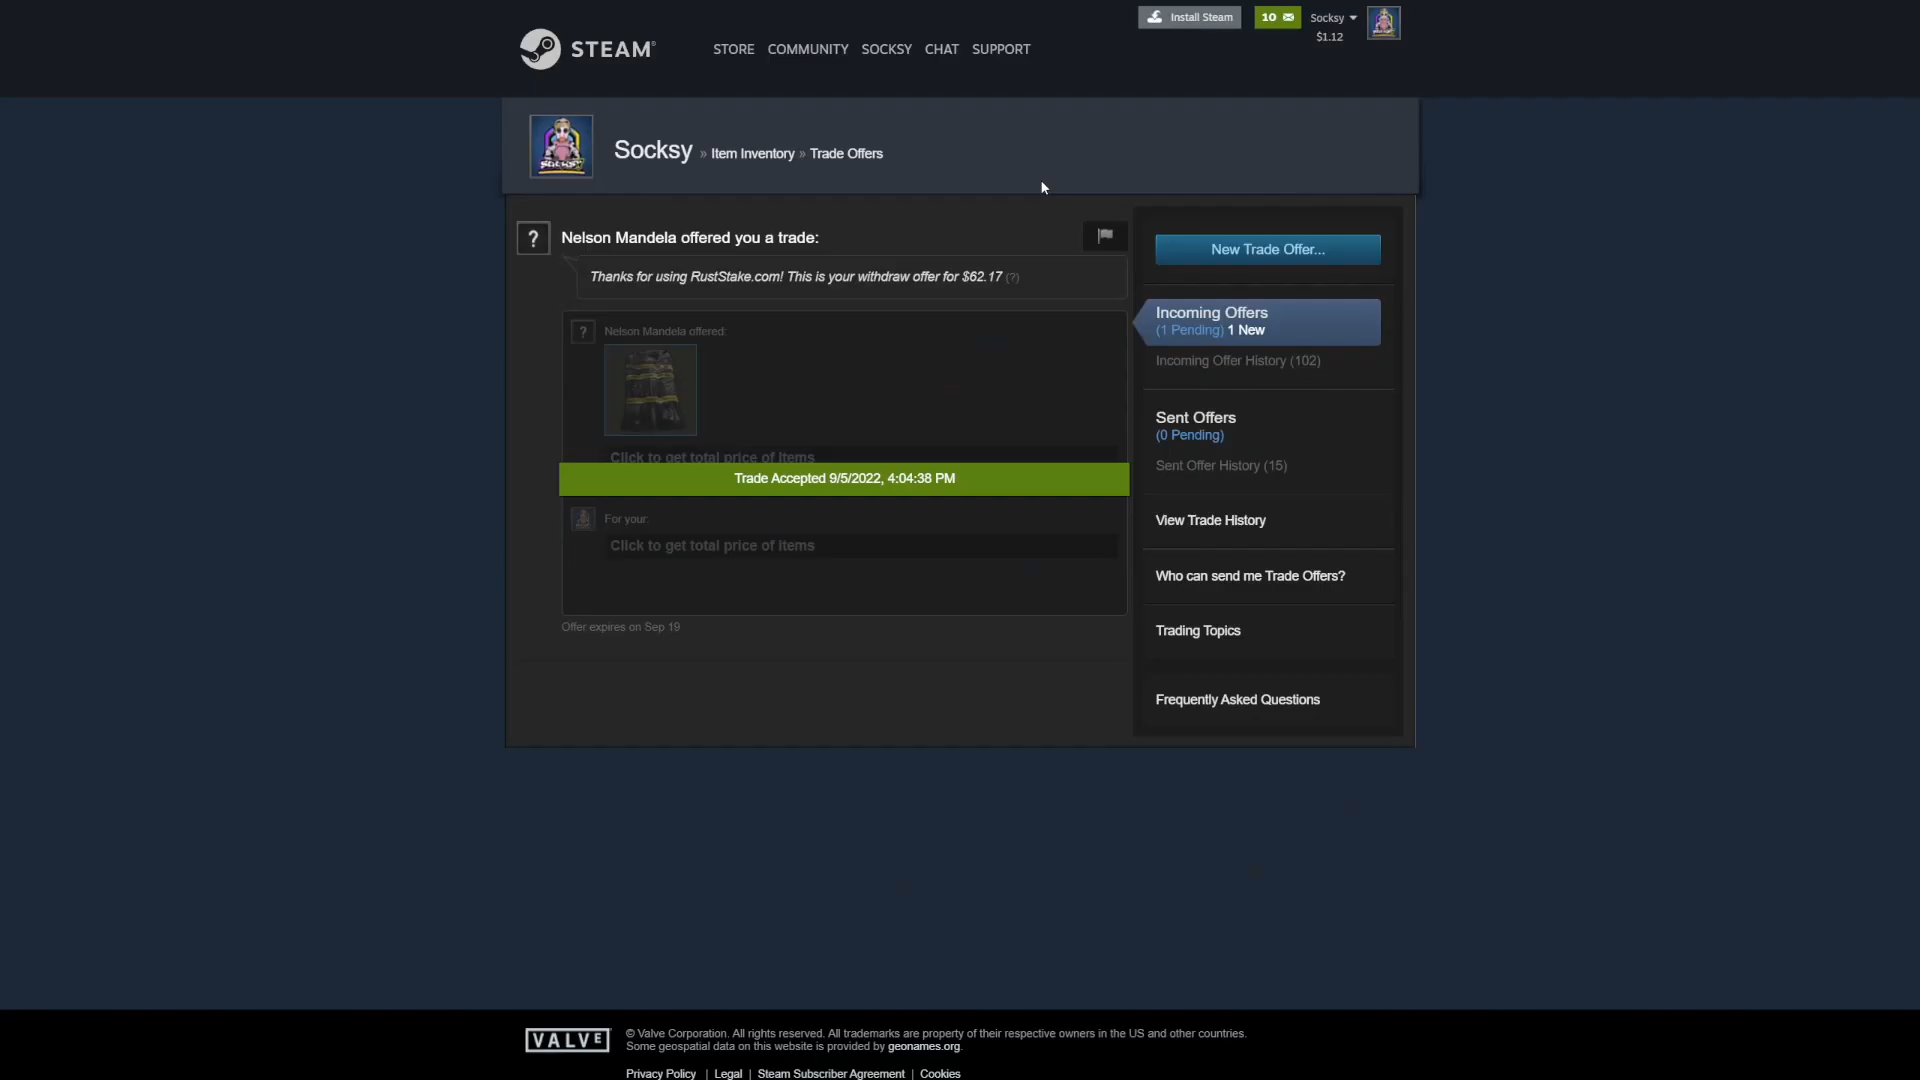 Install Steam
10
Socksy
$1.12
STEAM®
STORE COMMUNITY SOCKSY CHAT SUPPORT
Socksy » Item Inventory » Trade Offers
? Nelson Mandela offered you a trade:
Thanks for using RustStake.com! This is your withdraw offer for $62.17 (?)
? Nelson Mandela offered:
Click to get total price of items
Trade Accepted 9/5/2022, 4:04:38 PM
For your:
Click to get total price of items
Offer expires on Sep 19
New Trade Offer...
Incoming Offers
(1 Pending) 1 New
Incoming Offer History (102)
Sent Offers
(0 Pending)
Sent Offer History (15)
View Trade History
Who can send me Trade Offers?
Trading Topics
Frequently Asked Questions
VALVE
© Valve Corporation. All rights reserved. All trademarks are property of their respective owners in the US and other countries.
Some geospatial data on this website is provided by geonames.org.
Privacy Policy | Legal | Steam Subscriber Agreement | Cookies